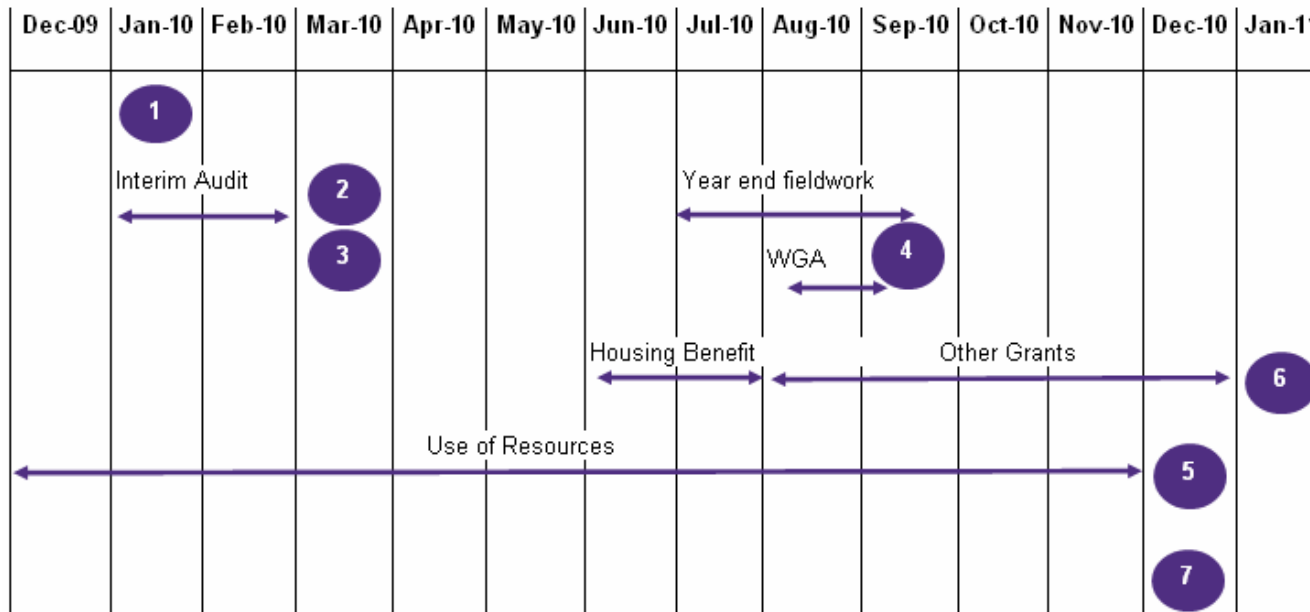 Dec-09 Jan-10 Feb-10 Mar-10 Apr-10 May-10 Jun-10 Jul-10 Aug-10 Sep-10 Oct-10 Nov-10 Dec-10 Jan-1
1
Interim Audit
2
Year end fieldwork
3
WGA
4
Housing Benefit
Other Grants
6
Use of Resources
5
7